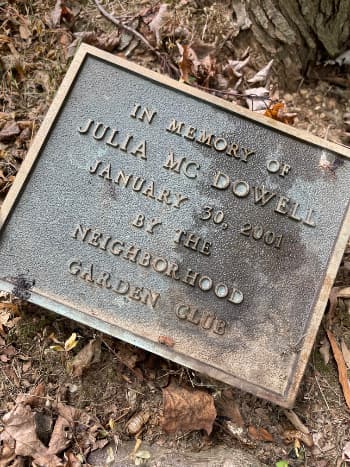 IN MEMORY OF
JULIA MC DOWELL
JANUARY 30, 2001
BY THE
NEIGHBORHOOD
GARDEN CLUB